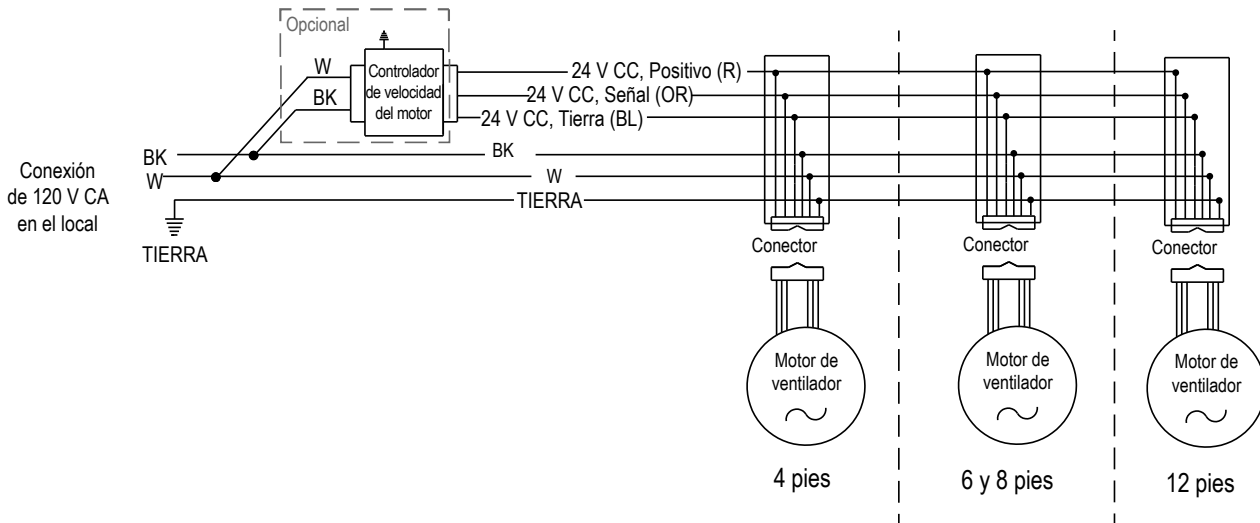 Opcional
W
BK
Controlador
de velocidad
del motor
24 V CC, Positivo (R)
24 V CC, Señal (OR)
24 V CC, Tierra (BL)
Conexión
de 120 V CA
en el local
BK
W
BK
W
TIERRA
TIERRA
Conector
Conector
Conector
Motor de
ventilador
Motor de
ventilador
Motor de
ventilador
4 pies
6 y 8 pies
12 pies